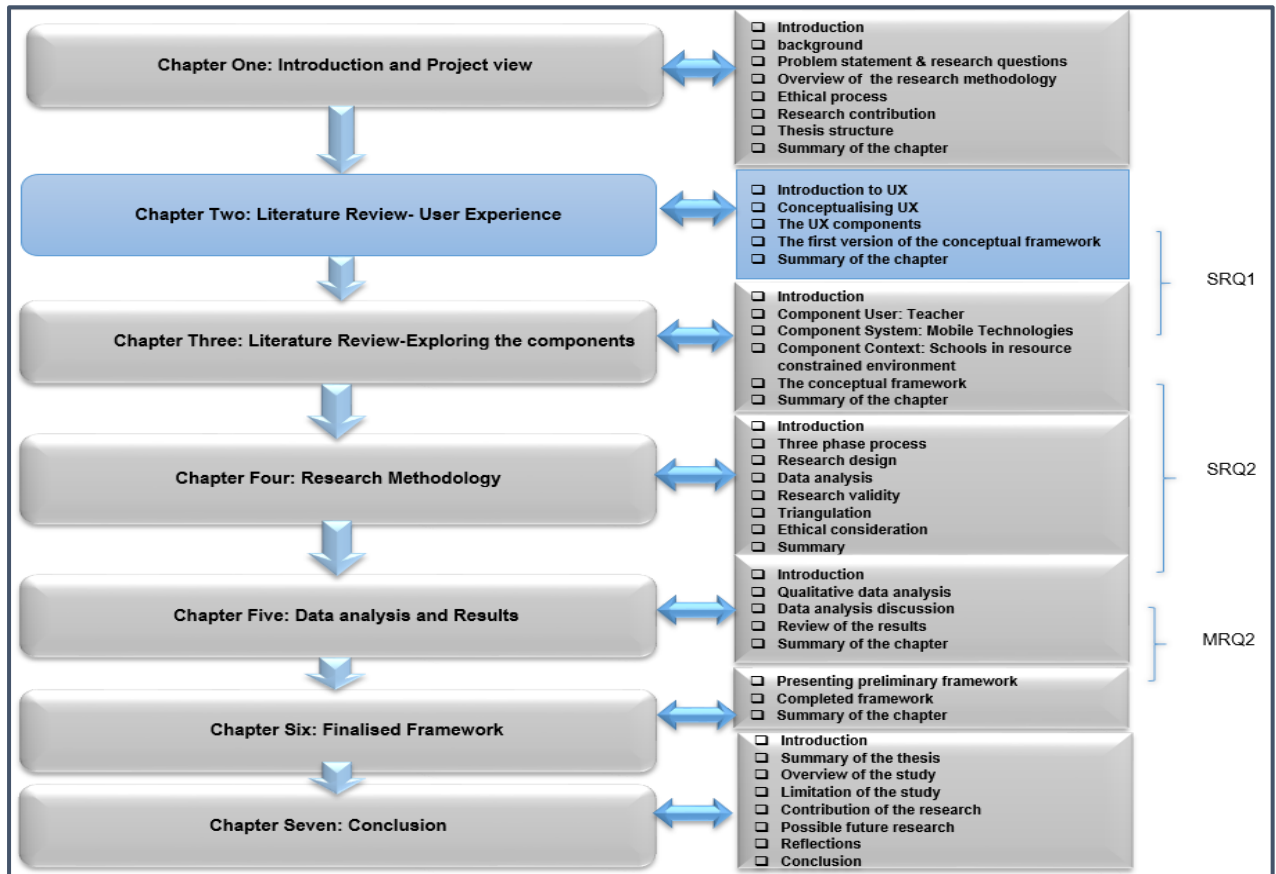 Chapter One: Introduction and Project view
Introduction
background
Problem statement & research questions
Overview of the research methodology
Ethical process
Research contribution
Thesis structure
Summary of the chapter
Chapter Two: Literature Review- User Experience
Introduction to UX
Conceptualising UX
The UX components
The first version of the conceptual framework
Summary of the chapter
SRQ1
Chapter Three: Literature Review-Exploring the components
Introduction
Component User: Teacher
Component System: Mobile Technologies
Component Context: Schools in resource
constrained environment
The conceptual framework
Summary of the chapter
Chapter Four: Research Methodology
Introduction
Three phase process
Research design
Data analysis
Research validity
Triangulation
Ethical consideration
Summary
SRQ2
Chapter Five: Data analysis and Results
Introduction
Qualitative data analysis
Data analysis discussion
Review of the results
Summary of the chapter
MRQ2
Chapter Six: Finalised Framework
Presenting preliminary framework
Completed framework
Summary of the chapter
Chapter Seven: Conclusion
Introduction
Summary of the thesis
Overview of the study
Limitation of the study
Contribution of the research
Possible future research
Reflections
Conclusion